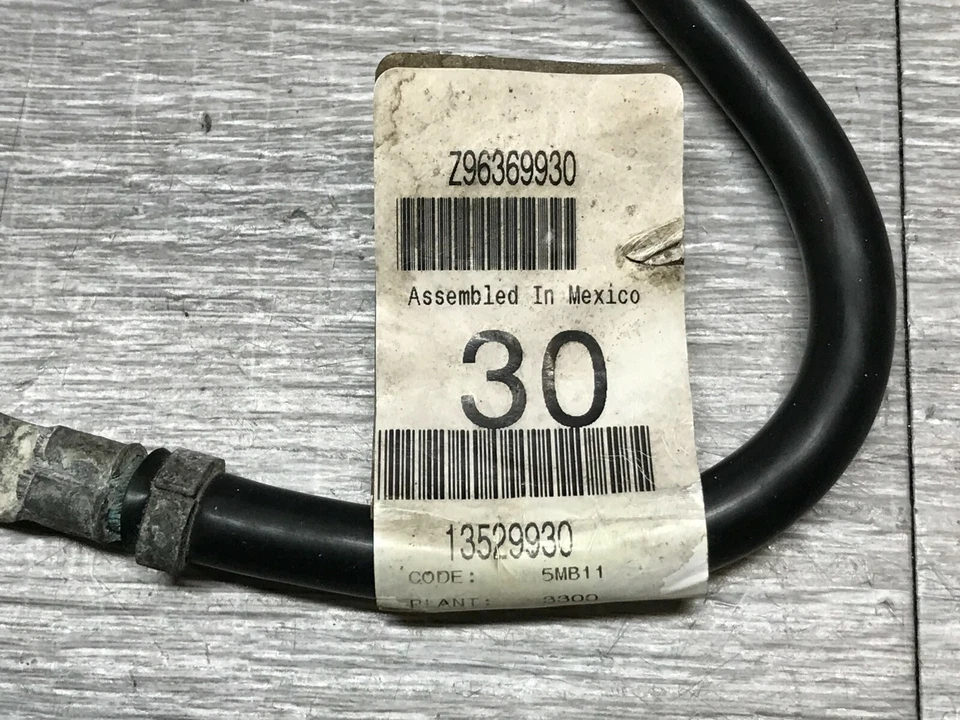 Z96369930
Assembled In Mexico
30
13529930
CODE: 5MB11
PLANT: 3300